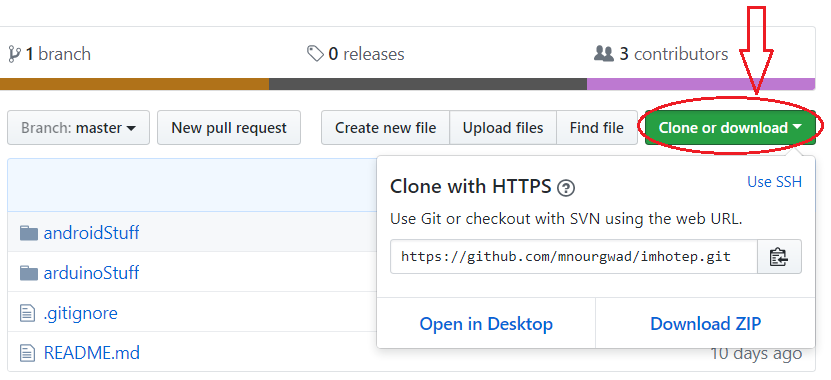 1 branch 0 releases 3 contributors
Branch: master New pull request Create new file Upload files Find file Clone or download
Clone with HTTPS ? Use SSH
Use Git or checkout with SVN using the web URL.
androidStuff
https://github.com/mnourgwad/imhotep.git
arduinoStuff
.gitignore
Open in Desktop Download ZIP
README.md
10 days ago